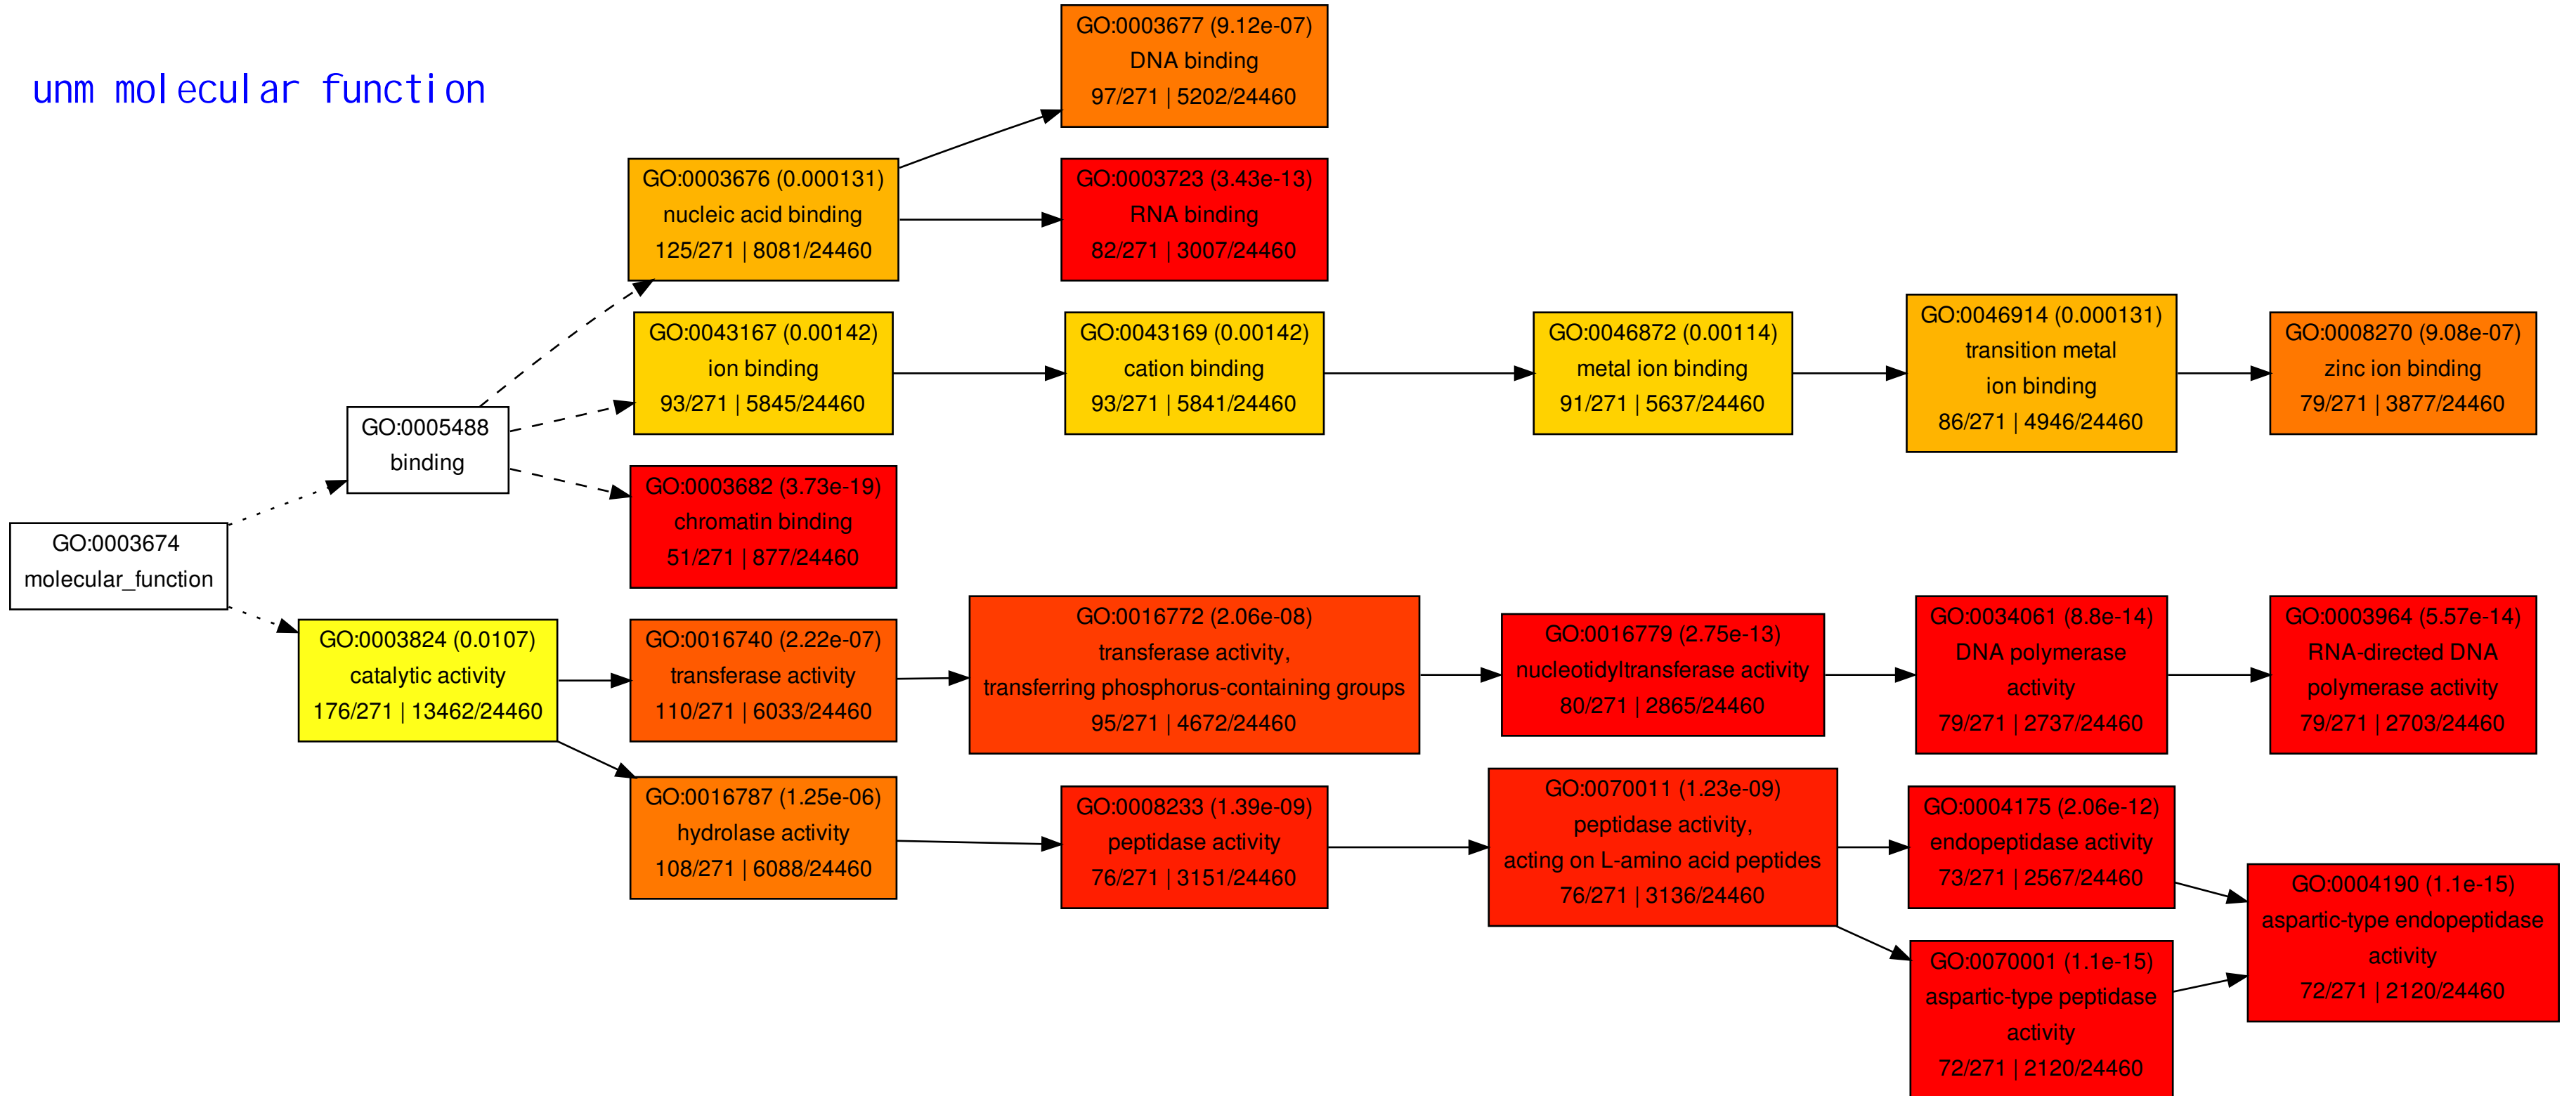 unm molecular function
GO:0003677 (9.12e-07)
DNA binding
97/271 | 5202/24460
GO:0003676 (0.000131)
nucleic acid binding
125/271 | 8081/24460
GO:0003723 (3.43e-13)
RNA binding
82/271 | 3007/24460
GO:0043167 (0.00142)
ion binding
93/271 | 5845/24460
GO:0043169 (0.00142)
cation binding
93/271 | 5841/24460
GO:0046872 (0.00114)
metal ion binding
91/271 | 5637/24460
GO:0046914 (0.000131)
transition metal
ion binding
86/271 | 4946/24460
GO:0008270 (9.08e-07)
zinc ion binding
79/271 | 3877/24460
GO:0005488
binding
GO:0003682 (3.73e-19)
chromatin binding
51/271 | 877/24460
GO:0003674
molecular_function
GO:0003824 (0.0107)
catalytic activity
176/271 | 13462/24460
GO:0016740 (2.22e-07)
transferase activity
110/271 | 6033/24460
GO:0016772 (2.06e-08)
transferase activity,
transferring phosphorus-containing groups
95/271 | 4672/24460
GO:0016779 (2.75e-13)
nucleotidyltransferase activity
80/271 | 2865/24460
GO:0034061 (8.8e-14)
DNA polymerase
activity
79/271 | 2737/24460
GO:0003964 (5.57e-14)
RNA-directed DNA
polymerase activity
79/271 | 2703/24460
GO:0016787 (1.25e-06)
hydrolase activity
108/271 | 6088/24460
GO:0008233 (1.39e-09)
peptidase activity
76/271 | 3151/24460
GO:0070011 (1.23e-09)
peptidase activity,
acting on L-amino acid peptides
76/271 | 3136/24460
GO:0004175 (2.06e-12)
endopeptidase activity
73/271 | 2567/24460
GO:0004190 (1.1e-15)
aspartic-type endopeptidase
activity
72/271 | 2120/24460
GO:0070001 (1.1e-15)
aspartic-type peptidase
activity
72/271 | 2120/24460